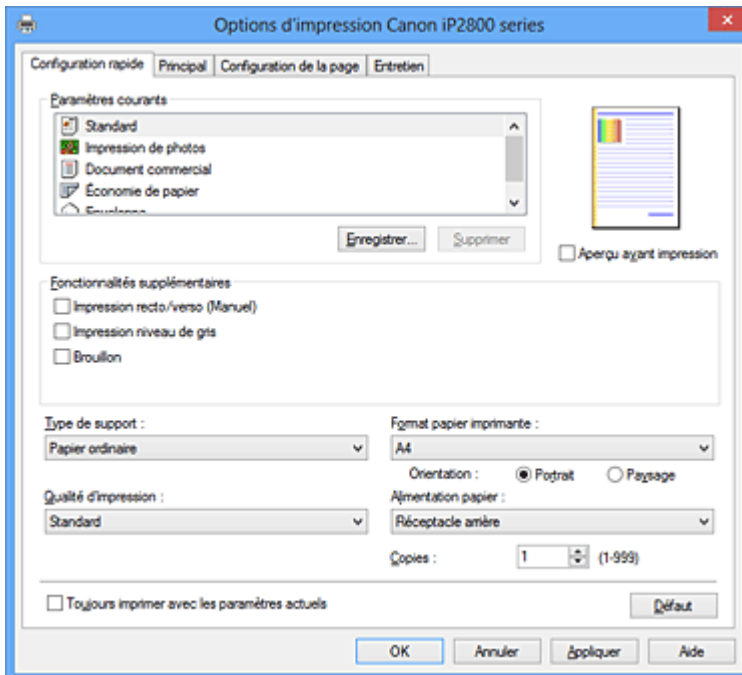 Options d'impression Canon iP2800 series
Configuration rapide Principal Configuration de la page Entretien
Paramètres courants
Standard
Impression de photos
Document commercial
Économie de papier
Enregistrer... Supprimer
Aperçu avant impression
Fonctionnalités supplémentaires
Impression recto/verso (Manuel)
Impression niveau de gris
Brouillon
Type de support : Format papier imprimante :
Papier ordinaire A4
Orientation : Portrait Paysage
Qualité d'impression : Alimentation papier :
Standard Réceptacle arrière
Copies : 1 (1-999)
Toujours imprimer avec les paramètres actuels Défaut
OK Annuler Appliquer Aide